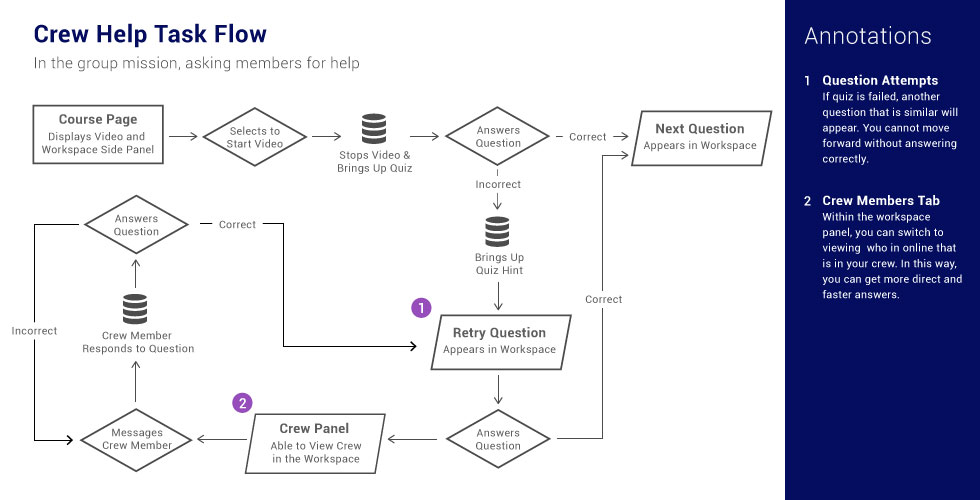 Crew Help Task Flow
In the group mission, asking members for help
Course Page
Displays Video and
Workspace Side Panel
Selects to
Start Video
Stops Video &
Brings Up Quiz
Answers
Question
Correct
Next Question
Appears in Workspace
Incorrect
Brings Up
Quiz Hint
Correct
1
Retry Question
Appears in Workspace
Answers
Question
2
Crew Panel
Able to View Crew
in the Workspace
Messages
Crew Member
Crew Member
Responds to Question
Answers
Question
Correct
Incorrect
Annotations
1 Question Attempts
If quiz is failed, another
question that is similar will
appear. You cannot move
forward without answering
correctly.
2 Crew Members Tab
Within the workspace
panel, you can switch to
viewing who in online that
is in your crew. In this way,
you can get more direct and
faster answers.